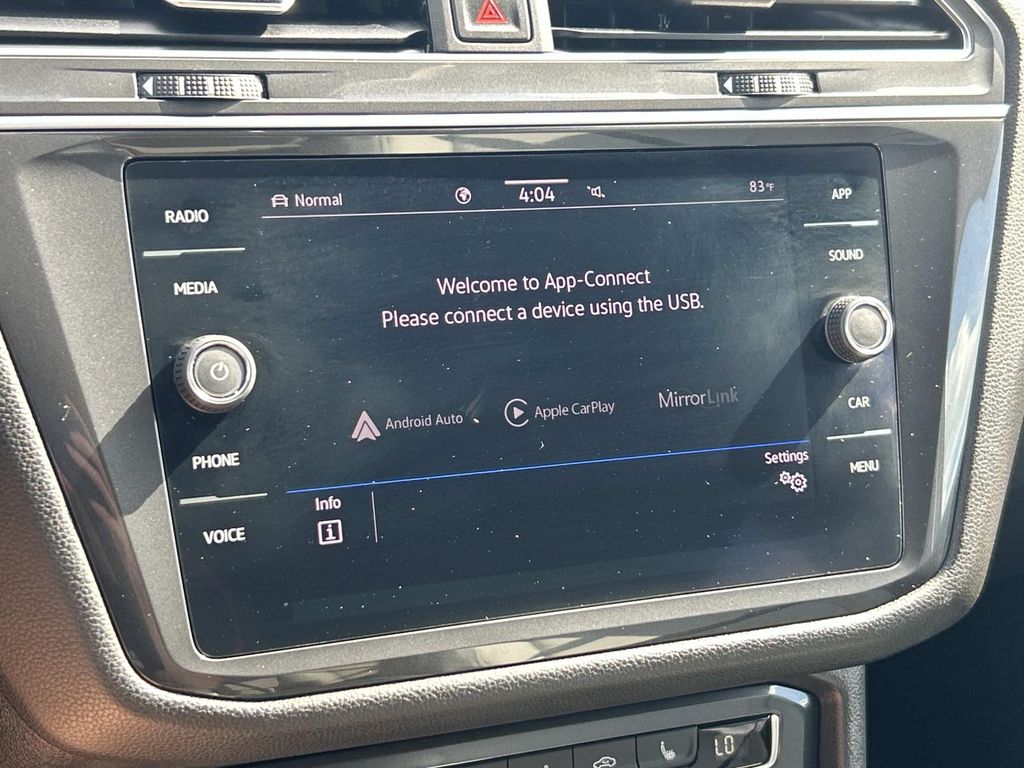 RADIO
MEDIA
PHONE
VOICE
Normal
4:04
83°F
Welcome to App-Connect
Please connect a device using the USB.
Android Auto
Apple CarPlay
MirrorLink
Info
i
Settings
APP
SOUND
CAR
MENU
LO